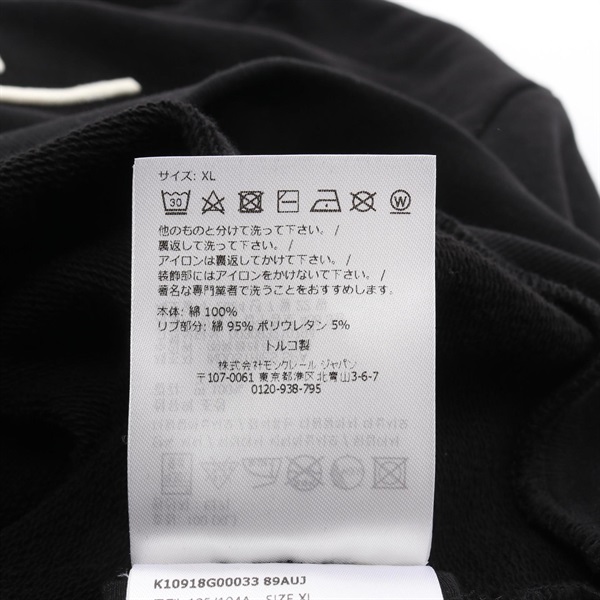 サイズ: XL
30 W
他のものと分けて洗って下さい。/
裏返して洗って下さい。/
アイロンは裏返してかけて下さい。/
装飾部にはアイロンをかけないで下さい。/
著名な専門業者で洗うことをおすすめします。
本体: 綿 100%
リブ部分: 綿 95% ポリウレタン 5%
トルコ製
株式会社モンクレール ジャパン
〒107-0061 東京都港区北青山3-6-7
0120-938-795
K10918G00033 89AUJ
SIZE XL